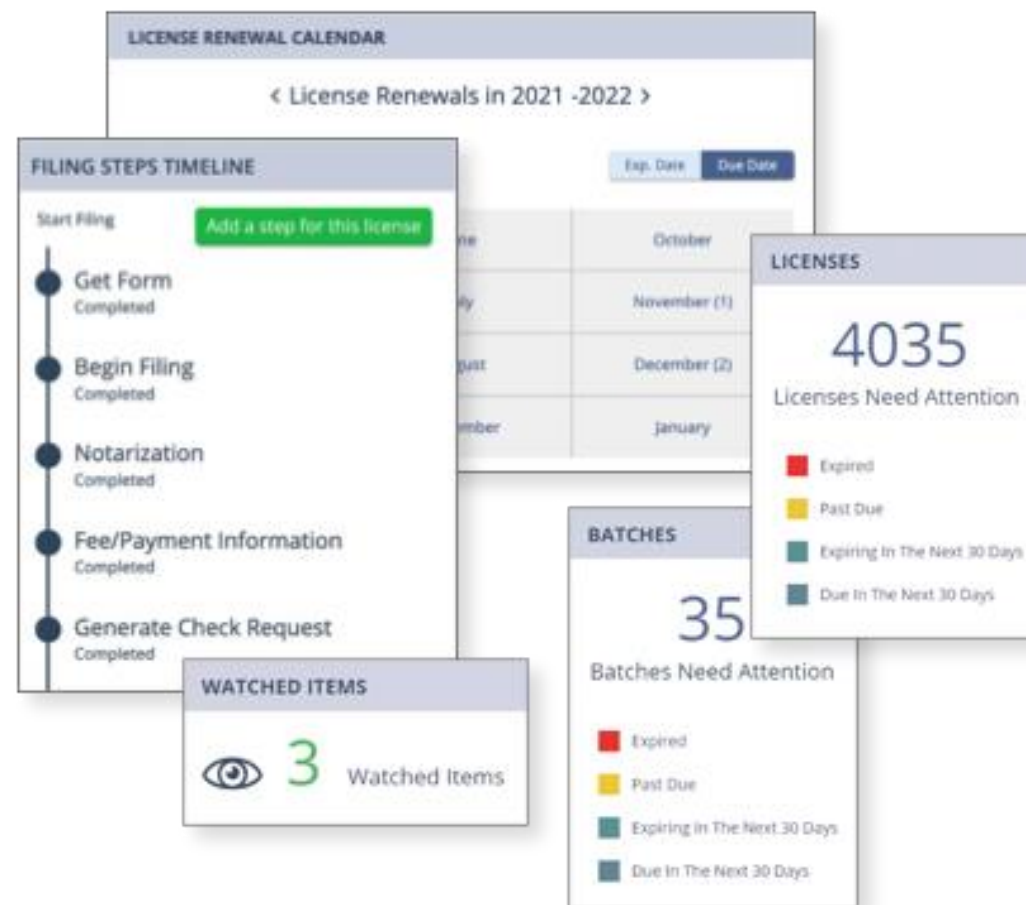 LICENSE RENEWAL CALENDAR
< License Renewals in 2021 -2022 >
Exp. Date Due Date
October
November (1)
December (2)
January
FILING STEPS TIMELINE
Start Filing
Add a step for this license
Get Form
Completed
Begin Filing
Completed
Notarization
Completed
Fee/Payment Information
Completed
Generate Check Request
Completed
LICENSES
4035
Licenses Need Attention
Expired
Past Due
Expiring In The Next 30 Days
Due In The Next 30 Days
BATCHES
35
Batches Need Attention
Expired
Past Due
Expiring In The Next 30 Days
Due In The Next 30 Days
WATCHED ITEMS
3 Watched Items